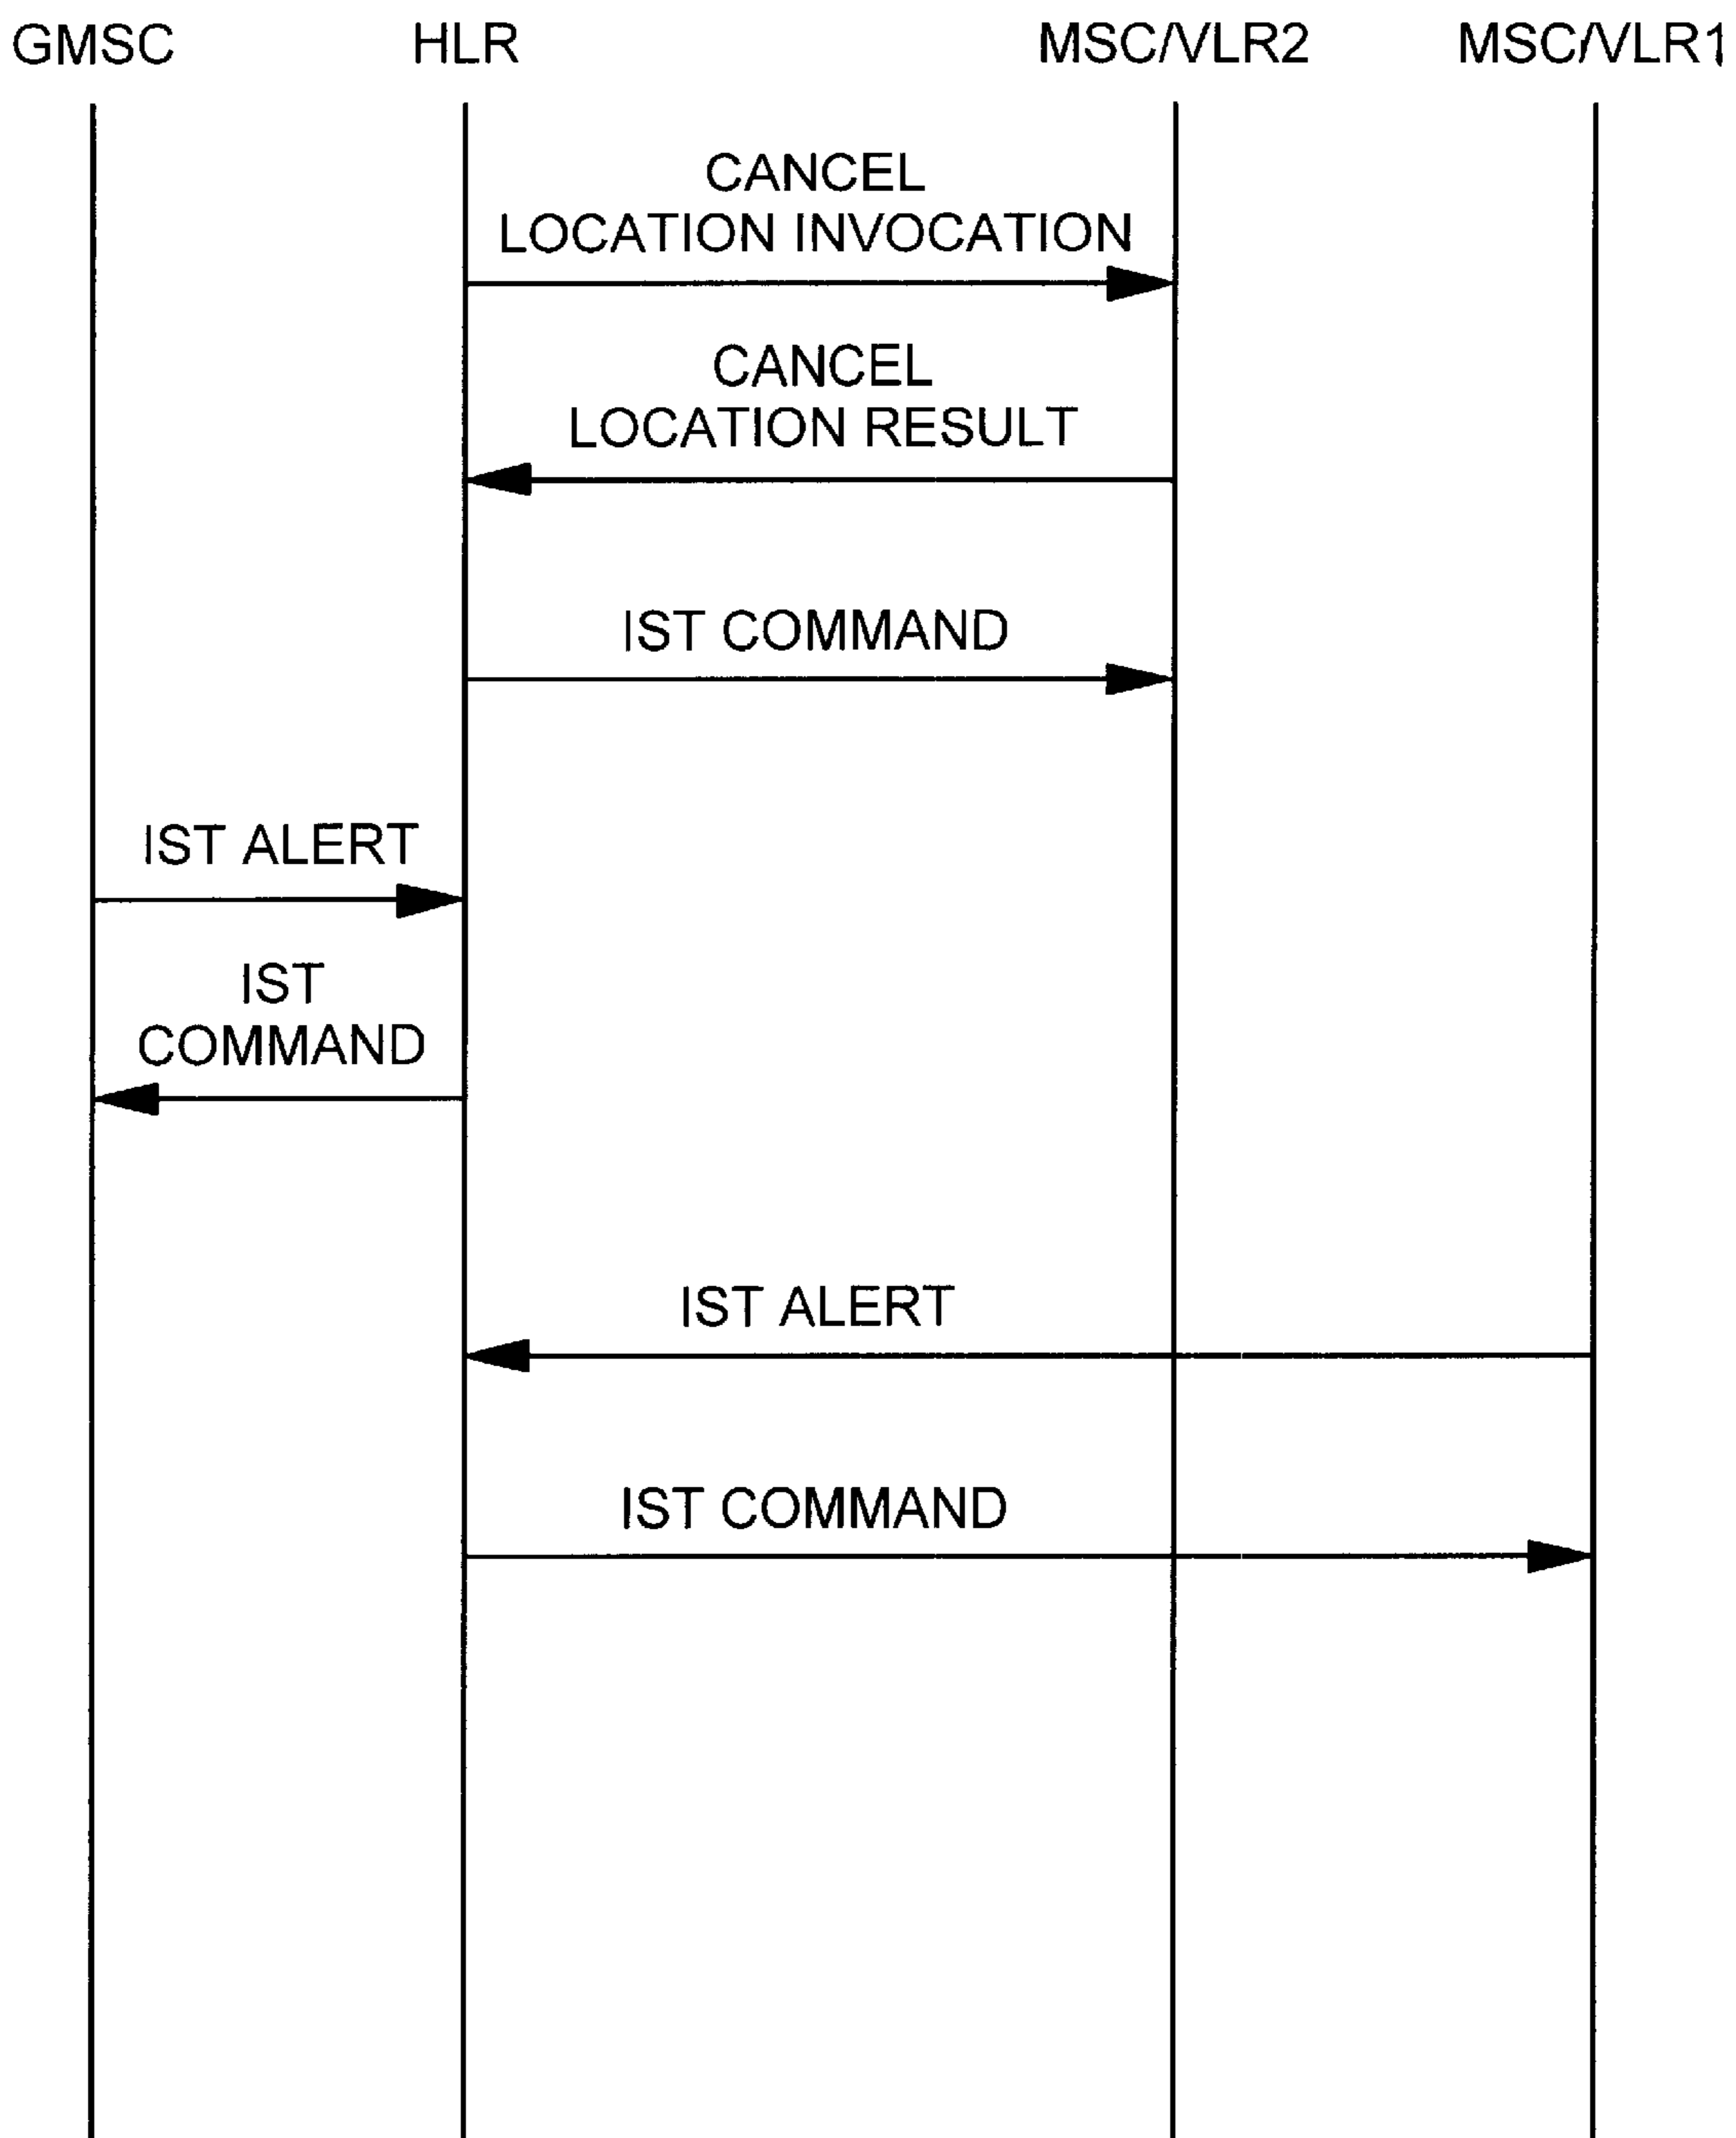 GMSC HLR MSC/VLR2 MSC/VLR1
CANCEL
LOCATION INVOCATION
CANCEL
LOCATION RESULT
IST COMMAND
IST ALERT
IST
COMMAND
IST ALERT
IST COMMAND